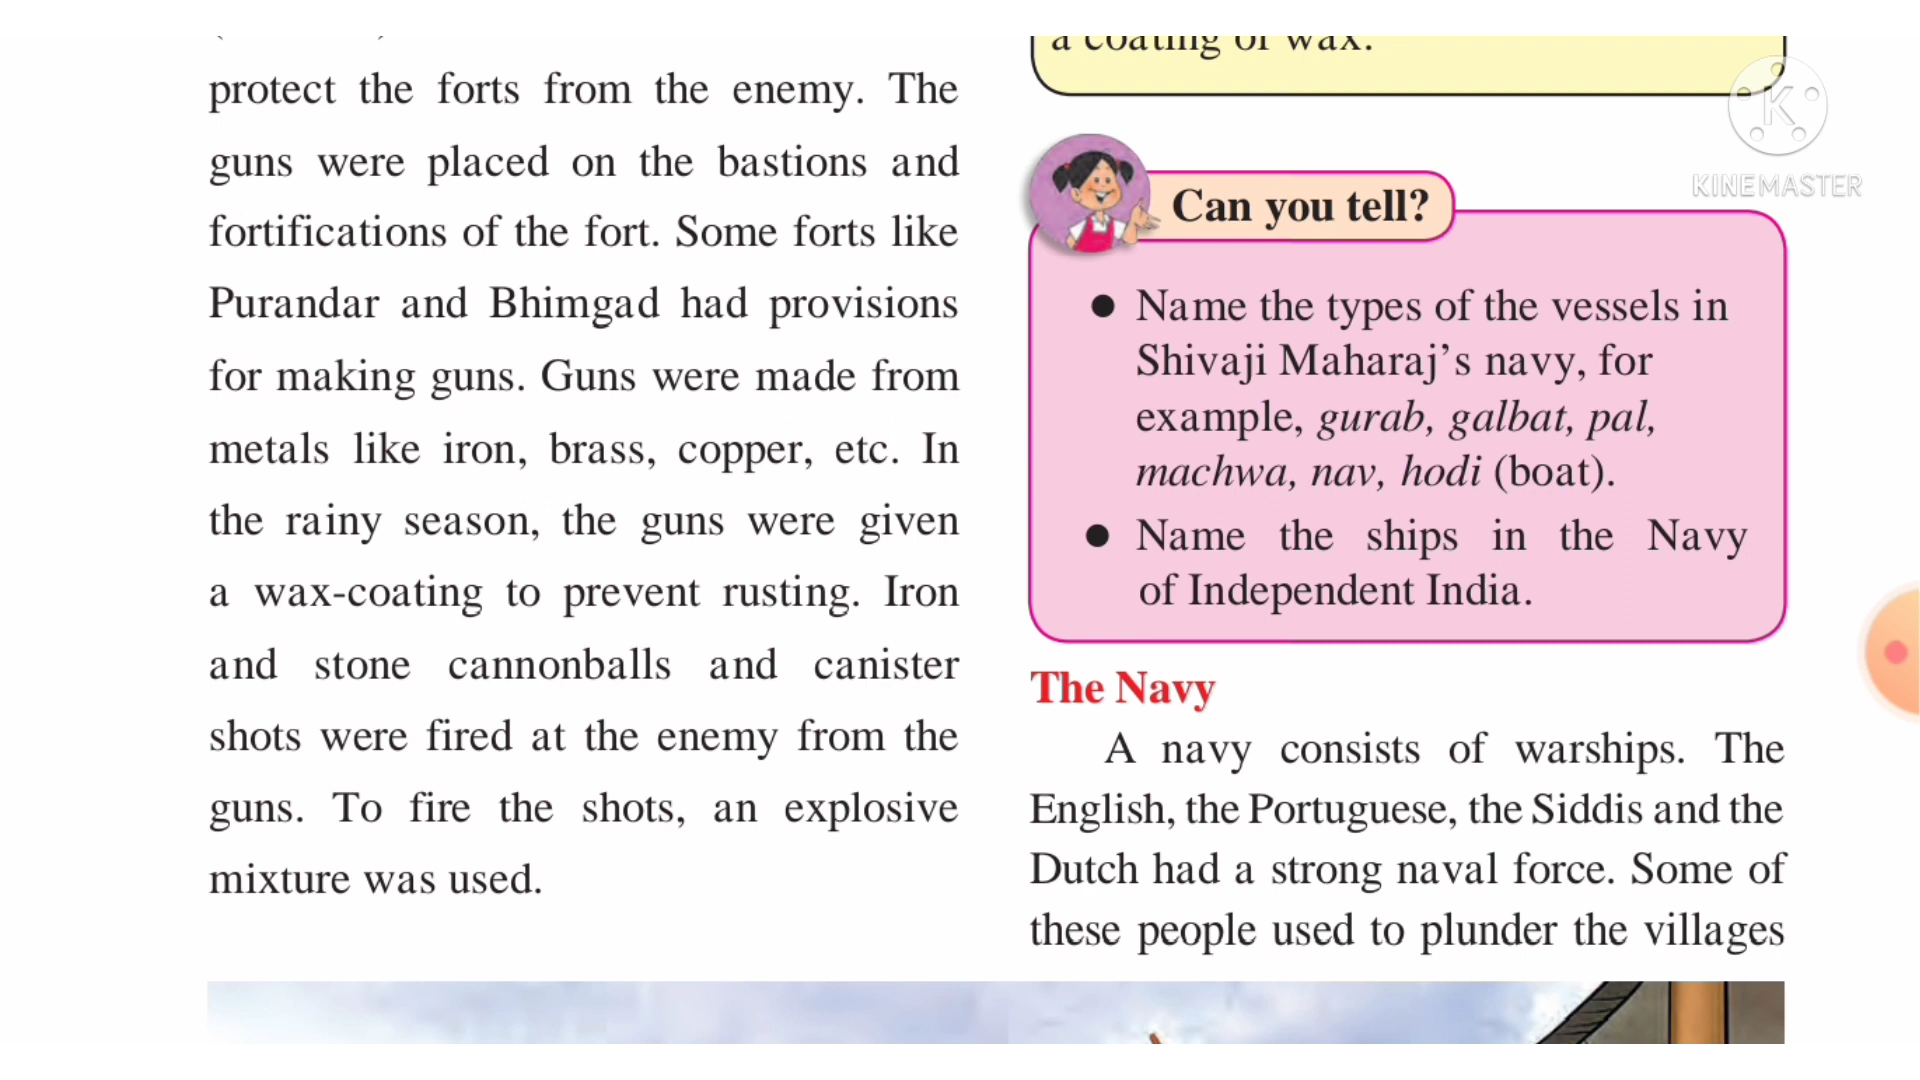 protect the forts from the enemy. The
guns were placed on the bastions and
fortifications of the fort. Some forts like
Purandar and Bhimgad had provisions
for making guns. Guns were made from
metals like iron, brass, copper, etc. In
the rainy season, the guns were given
a wax-coating to prevent rusting. Iron
and stone cannonballs and canister
shots were fired at the enemy from the
guns. To fire the shots, an explosive
mixture was used.
a coating of wax.
K
KINEMASTER
Can you tell?
● Name the types of the vessels in
Shivaji Maharaj’s navy, for
example, gurab, galbat, pal,
machwa, nav, hodi (boat).
● Name the ships in the Navy
of Independent India.
The Navy
A navy consists of warships. The
English, the Portuguese, the Siddis and the
Dutch had a strong naval force. Some of
these people used to plunder the villages